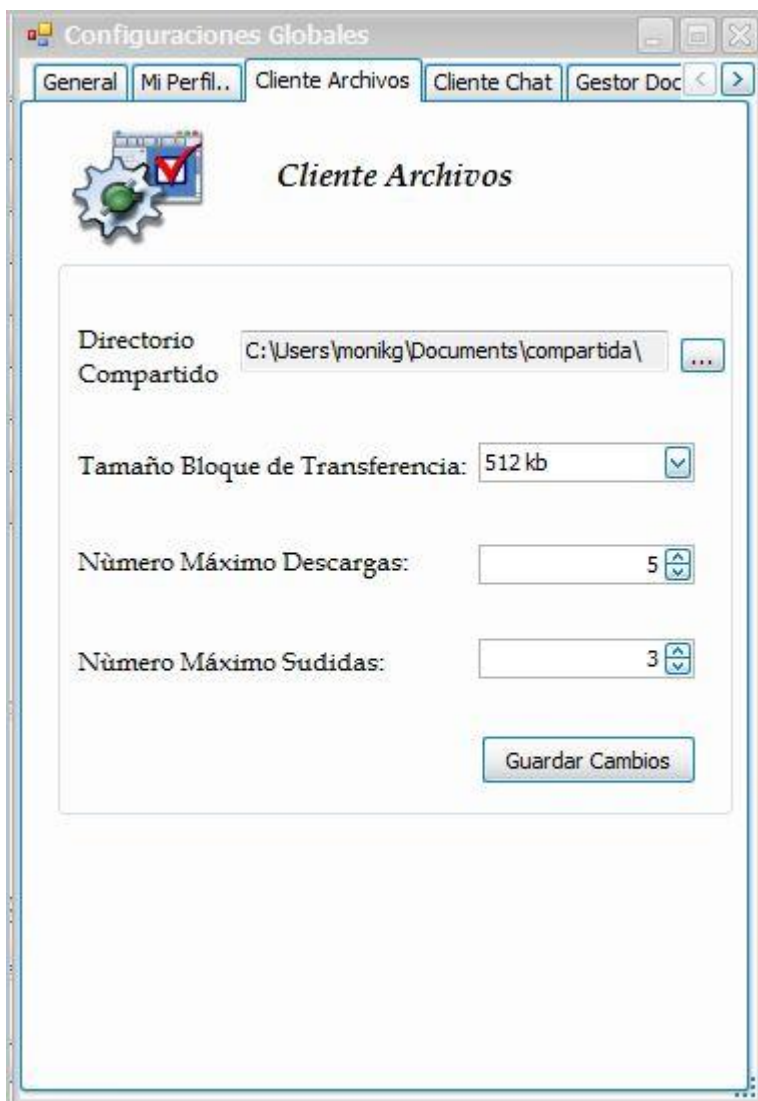 Configuraciones Globales
General Mi Perfil.. Cliente Archivos Cliente Chat Gestor Doc
Cliente Archivos
Directorio
Compartido
C:\Users\monikg\Documents\compartida\ ...
Tamaño Bloque de Transferencia: 512 kb
Nùmero Máximo Descargas: 5
Nùmero Máximo Sudidas: 3
Guardar Cambios